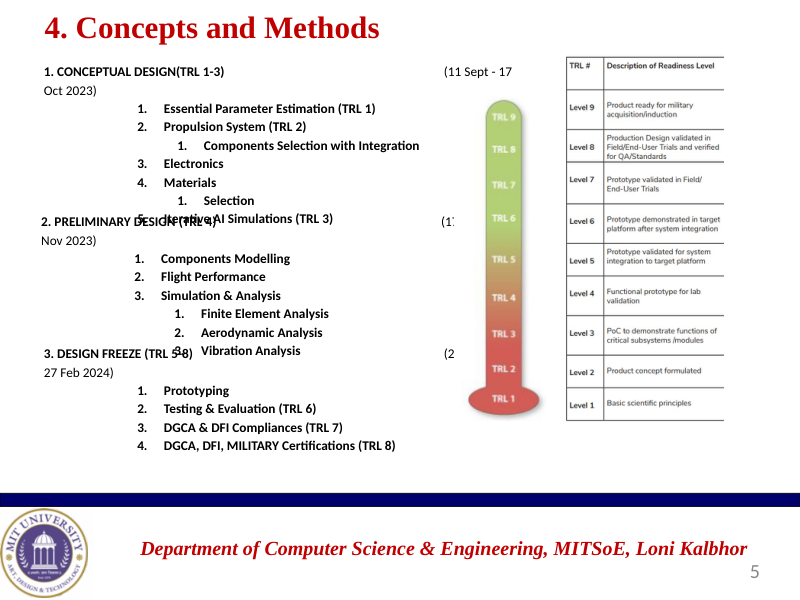 4. Concepts and Methods
1. CONCEPTUAL DESIGN(TRL 1-3) (11 Sept - 17
Oct 2023)
1. Essential Parameter Estimation (TRL 1)
2. Propulsion System (TRL 2)
1. Components Selection with Integration
3. Electronics
4. Materials
1. Selection
5. Iterative AI Simulations (TRL 3)
2. PRELIMINARY DESIGN (TRL 4) (17
Nov 2023)
1. Components Modelling
2. Flight Performance
3. Simulation & Analysis
1. Finite Element Analysis
2. Aerodynamic Analysis
3. Vibration Analysis
3. DESIGN FREEZE (TRL 5-8) (2
27 Feb 2024)
1. Prototyping
2. Testing & Evaluation (TRL 6)
3. DGCA & DFI Compliances (TRL 7)
4. DGCA, DFI, MILITARY Certifications (TRL 8)
TRL 9
TRL 8
TRL 7
TRL 6
TRL 5
TRL 4
TRL 3
TRL 2
TRL 1
TRL # Description of Readiness Level
Level 9 Product ready for military
acquisition/induction
Level 8 Production Design validated in
Field/End-User Trials and verified
for QA/Standards
Level 7 Prototype validated in Field/
End-User Trials
Level 6 Prototype demonstrated in target
platform after system integration
Level 5 Prototype validated for system
integration to target platform
Level 4 Functional prototype for lab
validation
Level 3 PoC to demonstrate functions of
critical subsystems /modules
Level 2 Product concept formulated
Level 1 Basic scientific principles
MIT UNIVERSITY
ART, DESIGN & TECHNOLOGY
Department of Computer Science & Engineering, MITSoE, Loni Kalbhor
5